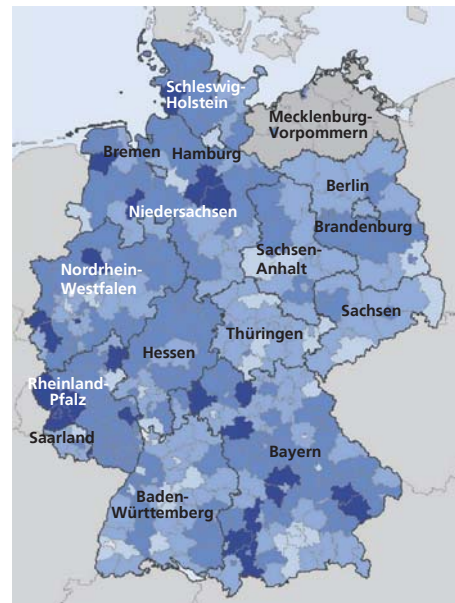 Schleswig-
Holstein
Mecklenburg-
Vorpommern
Bremen
Hamburg
Berlin
Niedersachsen
Brandenburg
Sachsen-
Anhalt
Nordrhein-
Westfalen
Sachsen
Thüringen
Hessen
Rheinland-
Pfalz
Saarland
Bayern
Baden-
Württemberg